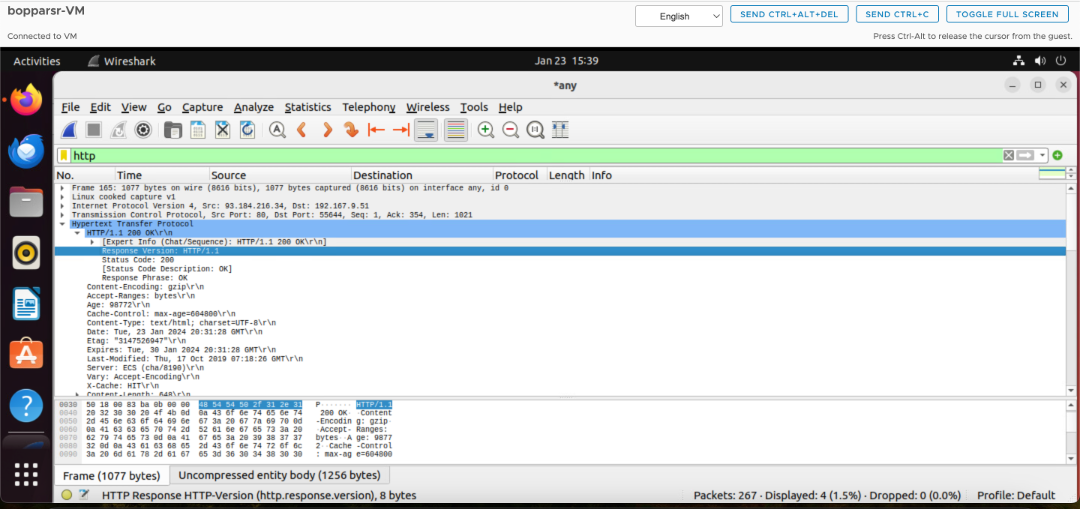 bopparsr-VM
English
SEND CTRL+ALT+DEL
SEND CTRL+C
TOGGLE FULL SCREEN
Connected to VM
Press Ctrl-Alt to release the cursor from the guest.
Activities
Wireshark
Jan 23 15:39
*any
File Edit View Go Capture Analyze Statistics Telephony Wireless Tools Help
http
No. Time Source Destination Protocol Length Info
Frame 165: 1077 bytes on wire (8616 bits), 1077 bytes captured (8616 bits) on interface any, id 0
Linux cooked capture v1
Internet Protocol Version 4, Src: 93.184.216.34, Dst: 192.167.9.51
Transmission Control Protocol, Src Port: 80, Dst Port: 55644, Seq: 1, Ack: 354, Len: 1021
Hypertext Transfer Protocol
HTTP/1.1 200 OK\r\n
[Expert Info (Chat/Sequence): HTTP/1.1 200 OK\r\n]
Response Version: HTTP/1.1
Status Code: 200
[Status Code Description: OK]
Response Phrase: OK
Content-Encoding: gzip\r\n
Accept-Ranges: bytes\r\n
Age: 98772\r\n
Cache-Control: max-age=604800\r\n
Content-Type: text/html; charset=UTF-8\r\n
Date: Tue, 23 Jan 2024 20:31:28 GMT\r\n
Etag: "3147526947"\r\n
Expires: Tue, 30 Jan 2024 20:31:28 GMT\r\n
Last-Modified: Thu, 17 Oct 2019 07:18:26 GMT\r\n
Server: ECS (cha/8190)\r\n
Vary: Accept-Encoding\r\n
X-Cache: HIT\r\n
Content-Length: 648\r\n
0030 50 18 00 83 ba 0b 00 00 48 54 54 50 2f 31 2e 31 P·······HTTP/1.1
0040 20 32 30 30 20 4f 4b 0d 0a 43 6f 6e 74 65 6e 74 200 OK··Content
0050 2d 45 6e 63 6f 64 69 6e 67 3a 20 67 7a 69 70 0d -Encoding: gzip·
0060 0a 41 63 63 65 70 74 2d 52 61 6e 67 65 73 3a 20 ·Accept-Ranges:
0070 62 79 74 65 73 0d 0a 41 67 65 3a 20 39 38 37 37 bytes··Age: 9877
0080 32 0d 0a 43 61 63 68 65 2d 43 6f 6e 74 72 6f 6c 2··Cache-Control
0090 3a 20 6d 61 78 2d 61 67 65 3d 36 30 34 38 30 30 : max-age=604800
Frame (1077 bytes) Uncompressed entity body (1256 bytes)
HTTP Response HTTP-Version (http.response.version), 8 bytes
Packets: 267 · Displayed: 4 (1.5%) · Dropped: 0 (0.0%)
Profile: Default